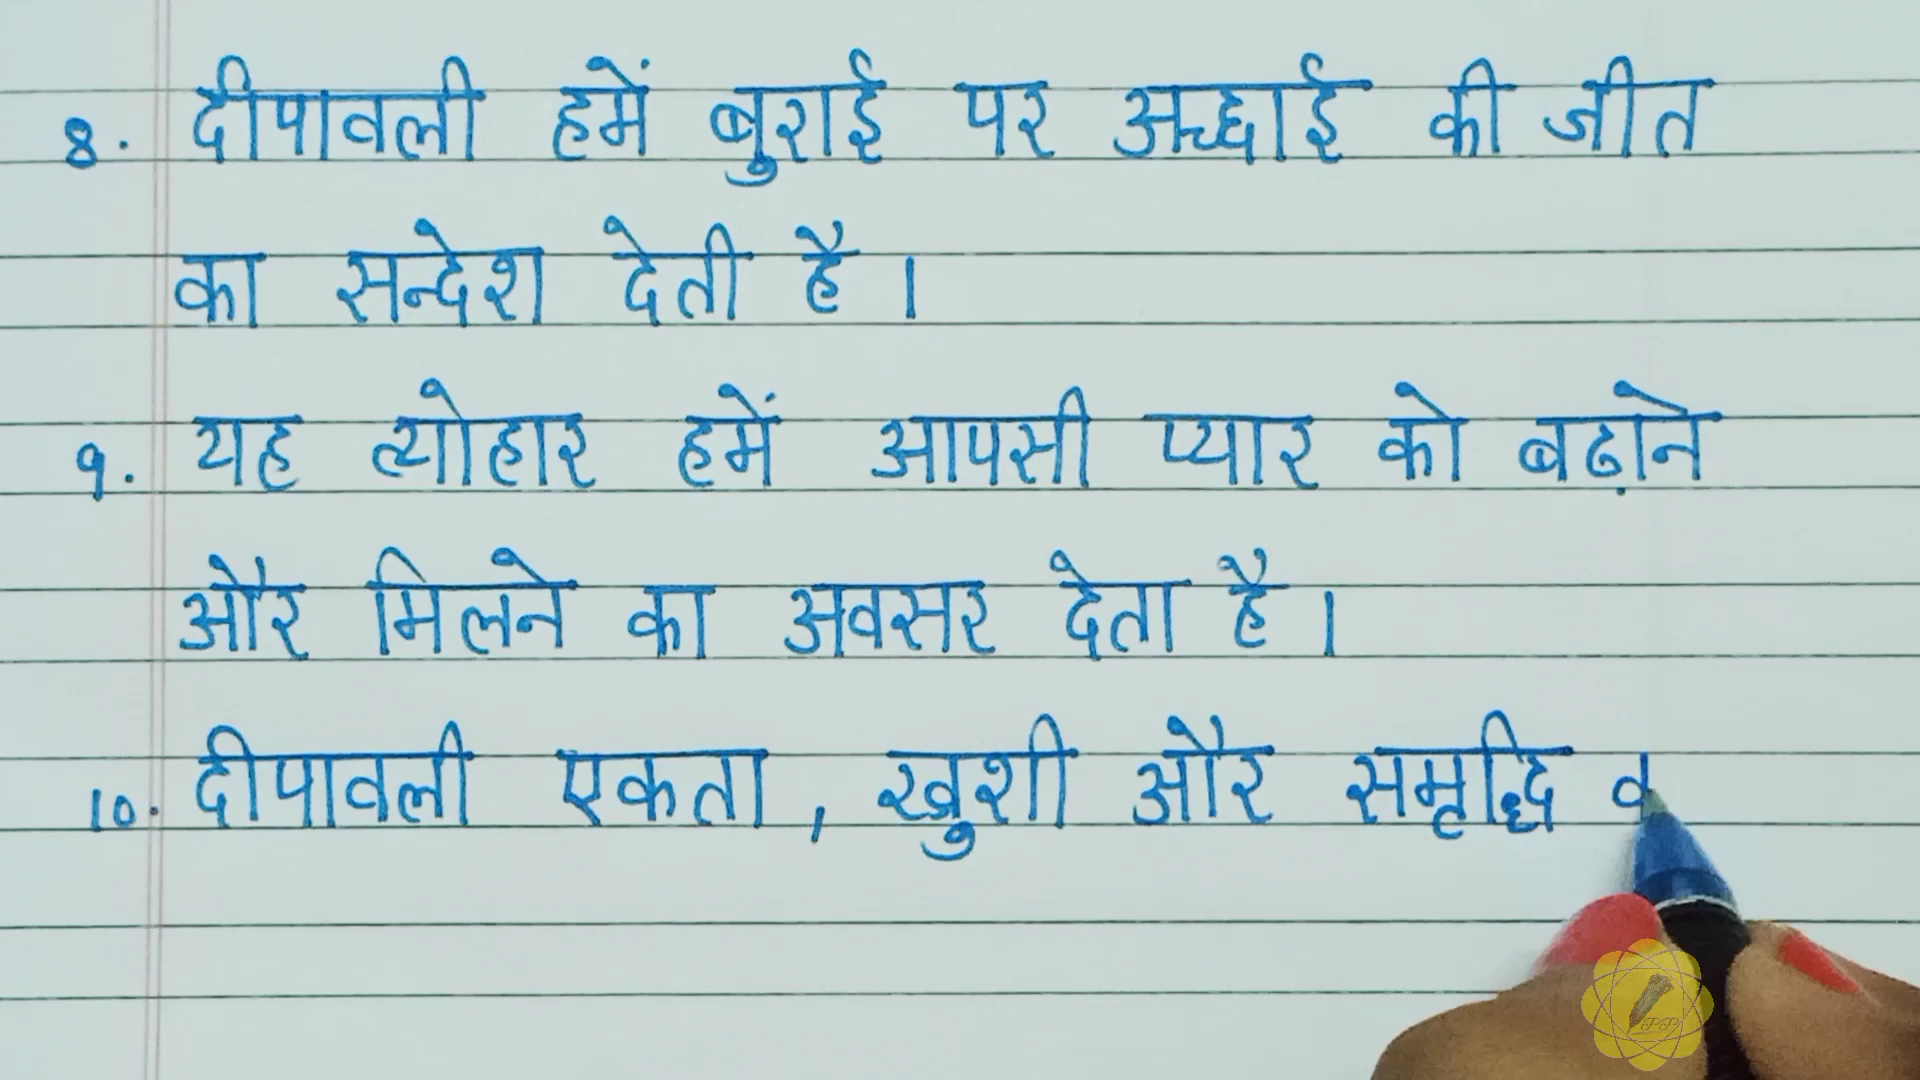 8. दीपावली हमें बुराई पर अच्छाई की जीत
का सन्देश देती है।
9. यह त्योहार हमें आपसी प्यार को बढ़ाने
और मिलने का अवसर देता है।
10. दीपावली एकता, खुशी और समृद्धि